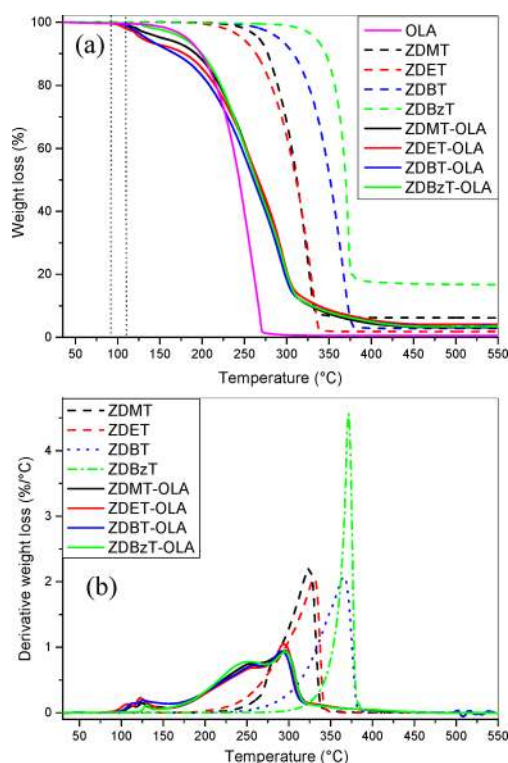 100
(a)
80
60
40
20
0
Weight loss (%)
OLA
ZDMT
ZDET
ZDBT
ZDBzT
ZDMT-OLA
ZDET-OLA
ZDBT-OLA
ZDBzT-OLA
50 100 150 200 250 300 350 400 450 500 550
Temperature (°C)
ZDMT
ZDET
ZDBT
ZDBzT
ZDMT-OLA
ZDET-OLA
ZDBT-OLA
ZDBzT-OLA
(b)
4
3
2
1
0
Derivative weight loss (%/°C)
50 100 150 200 250 300 350 400 450 500 550
Temperature (°C)